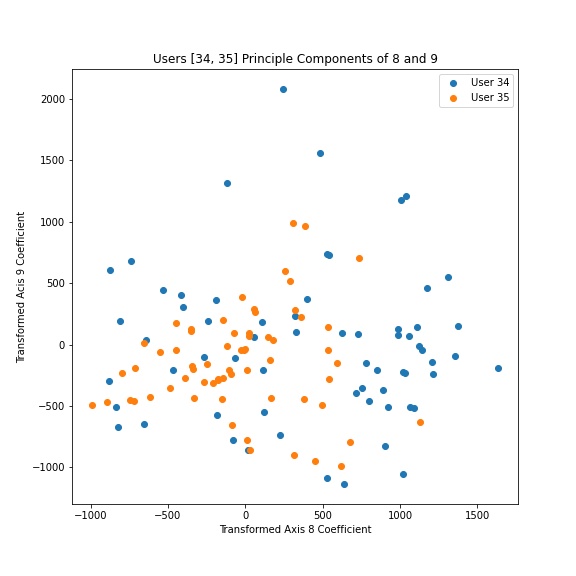 Users [34, 35] Principle Components of 8 and 9
User 34
User 35
2000
1500
1000
500
0
−500
−1000
Transformed Acis 9 Coefficient
−1000
−500
0
500
1000
1500
Transformed Axis 8 Coefficient